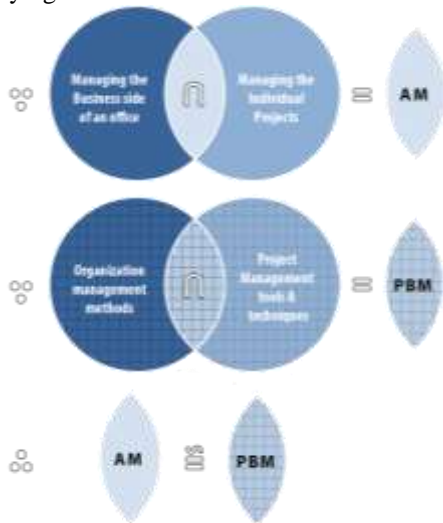 Managing the
Business side
of an office
∩
Managing the
Individual
Projects
=
AM
Organization
management
methods
∩
Project
Management
tools &
techniques
=
PBM
AM
is
PBM